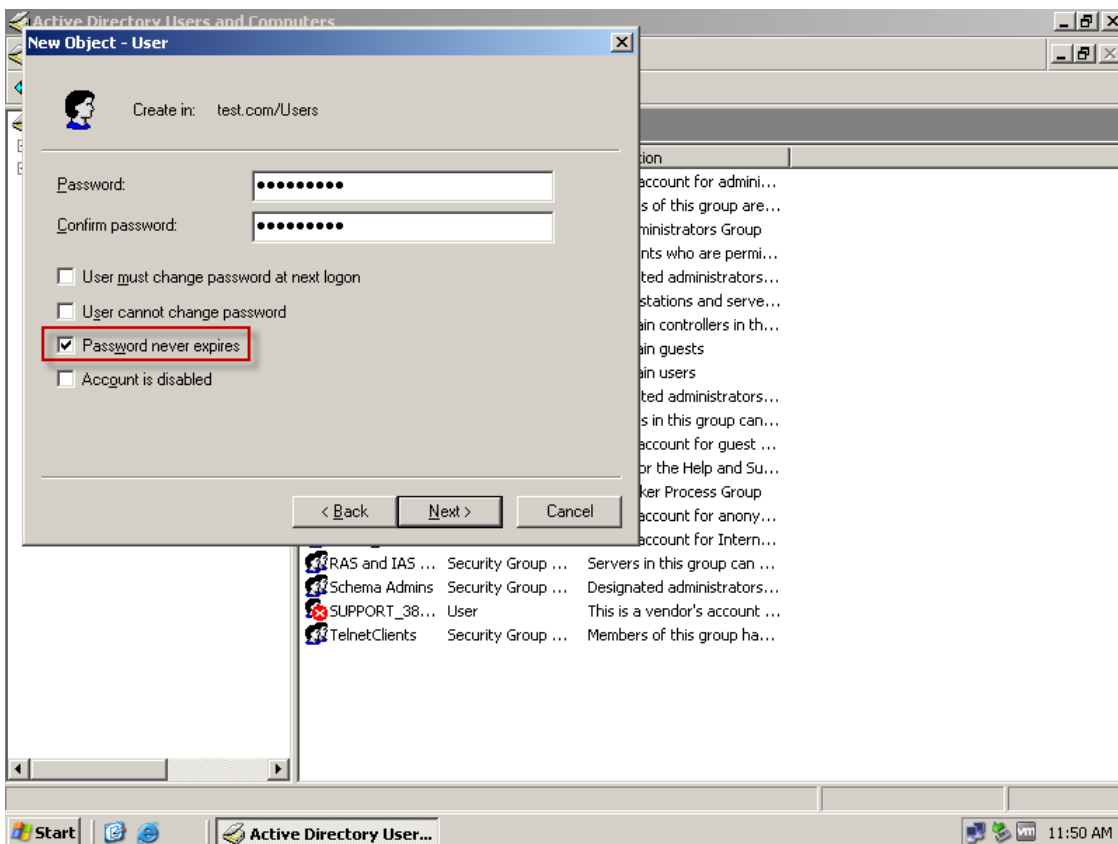 Active Directory Users and Computers
New Object - User
Create in: test.com/Users
Password:
Confirm password:
User must change password at next logon
User cannot change password
Password never expires
Account is disabled
< Back Next > Cancel
tion
account for admini...
s of this group are...
ministrators Group
nts who are permi...
ted administrators...
stations and serve...
ain controllers in th...
ain guests
ain users
ted administrators...
s in this group can...
account for guest ...
or the Help and Su...
ker Process Group
account for anony...
account for Intern...
RAS and IAS ... Security Group ... Servers in this group can ...
Schema Admins Security Group ... Designated administrators...
SUPPORT_38... User This is a vendor's account ...
TelnetClients Security Group ... Members of this group ha...
Start Active Directory User... vm 11:50 AM